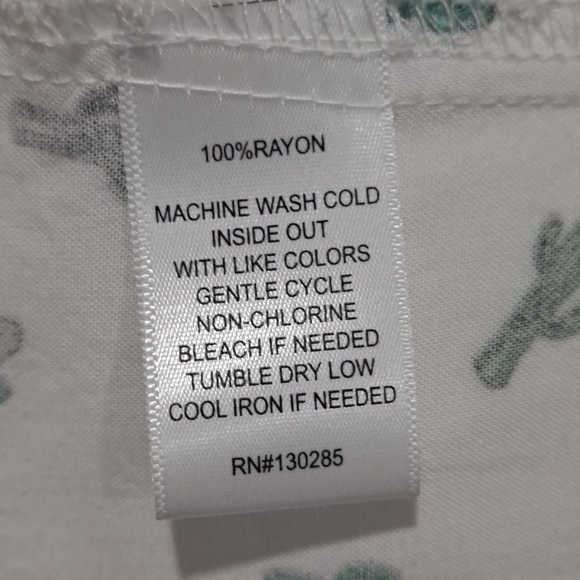 100%RAYON
MACHINE WASH COLD
INSIDE OUT
WITH LIKE COLORS
GENTLE CYCLE
NON-CHLORINE
BLEACH IF NEEDED
TUMBLE DRY LOW
COOL IRON IF NEEDED
RN#130285